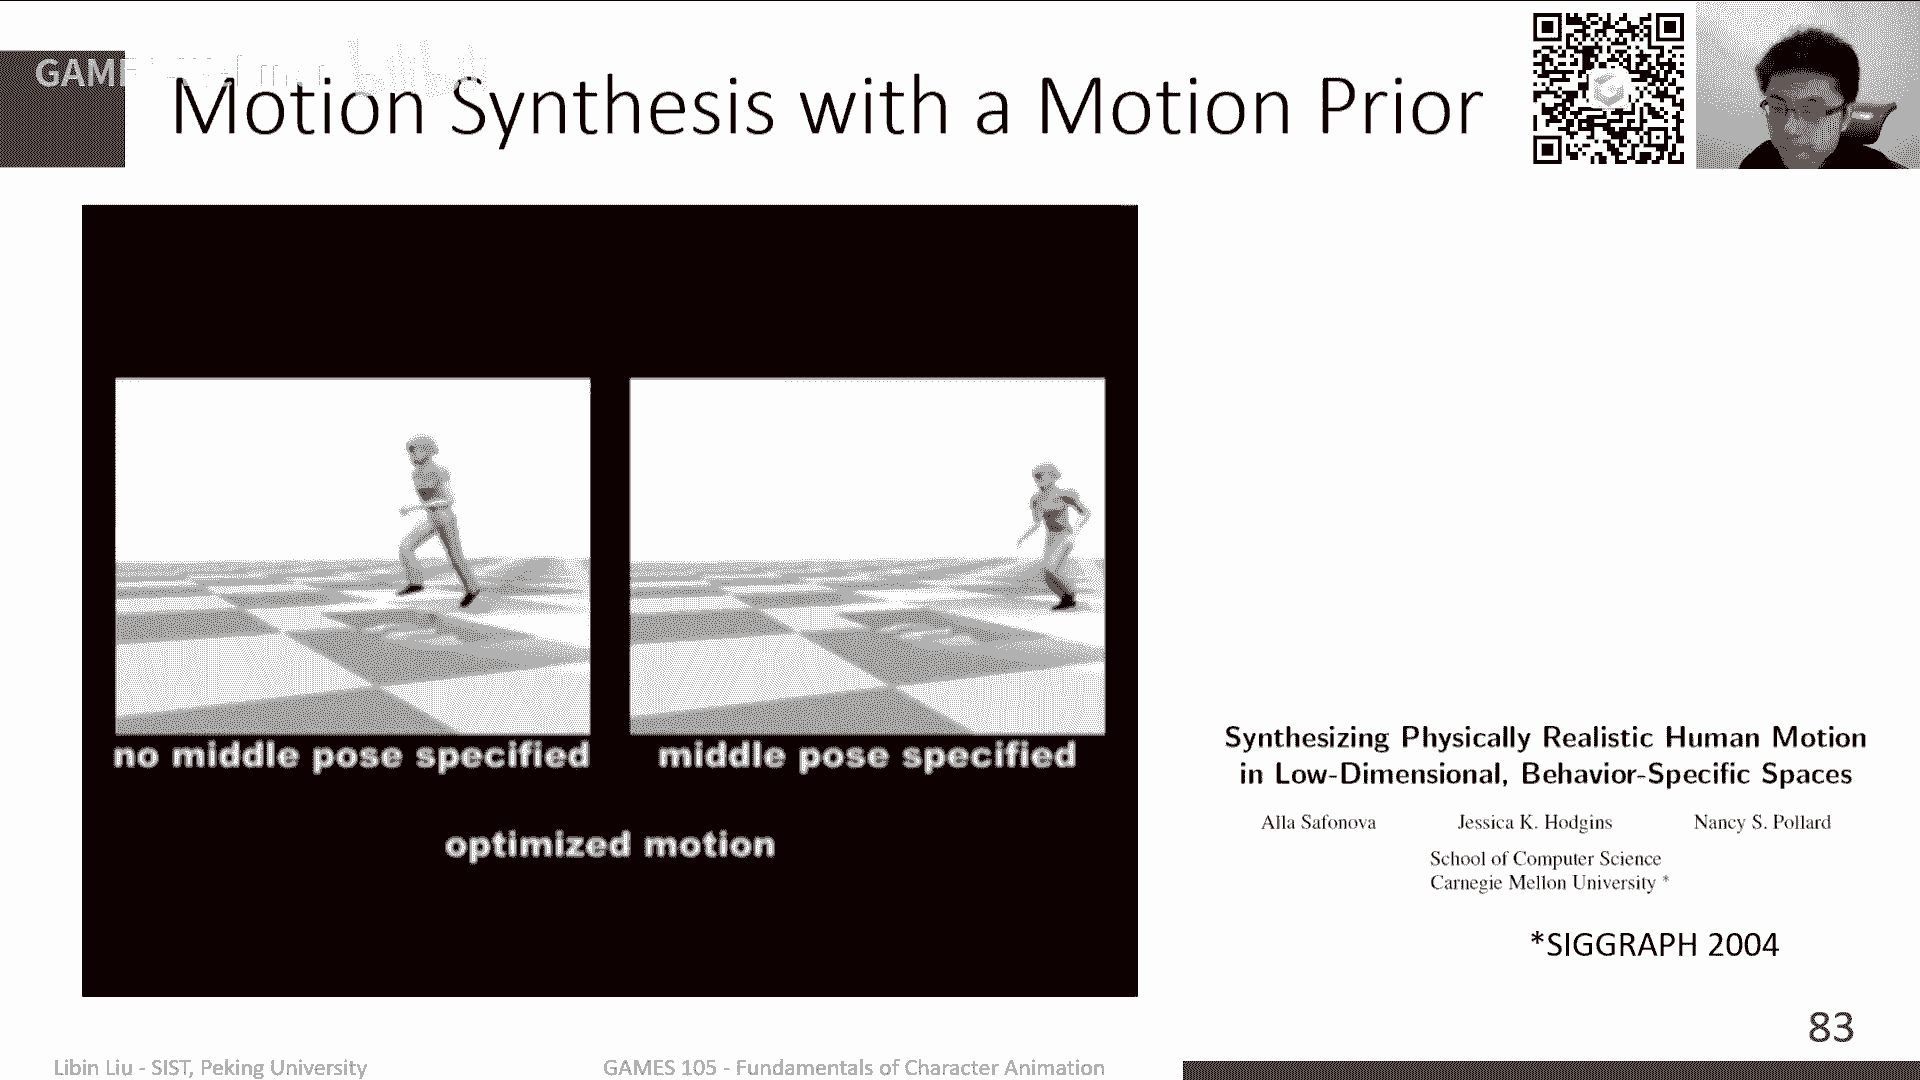 GAME
Motion Synthesis with a Motion Prior
no middle pose specified
middle pose specified
optimized motion
Synthesizing Physically Realistic Human Motion
in Low-Dimensional, Behavior-Specific Spaces
Alla Safonova Jessica K. Hodgins Nancy S. Pollard
School of Computer Science
Carnegie Mellon University *
*SIGGRAPH 2004
83
Libin Liu - SIST, Peking University
GAMES 105 - Fundamentals of Character Animation